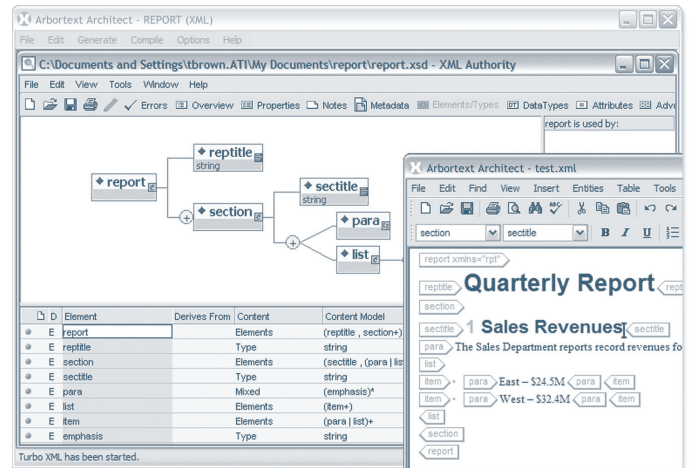 Arbortext Architect - REPORT (XML)
File Edit Generate Compile Options Help
C:\Documents and Settings\tbrown.ATI\My Documents\report\report.xsd - XML Authority
File Edit View Tools Window Help
Errors Overview Properties Notes Metadata Elements/Types DataTypes Attributes Adva
report is used by:
reptitle
string
report
section
sectitle
string
para
list
D Element Derives From Content Content Model
E report Elements (reptitle , section+)
E reptitle Type string
E section Elements (sectitle , (para | lis
E sectitle Type string
E para Mixed (emphasis)*
E list Elements (item+)
E item Elements (para | list)+
E emphasis Type string
Turbo XML has been started.
Arbortext Architect - test.xml
File Edit Find View Insert Entities Table Tools
section sectitle B I U
report xmlns="rpt"
reptitle Quarterly Report rept
section
sectitle 1 Sales Revenues sectitle
para The Sales Department reports record revenues fo
list
item • para East – $24.5M para item
item • para West – $32.4M para item
list
section
report